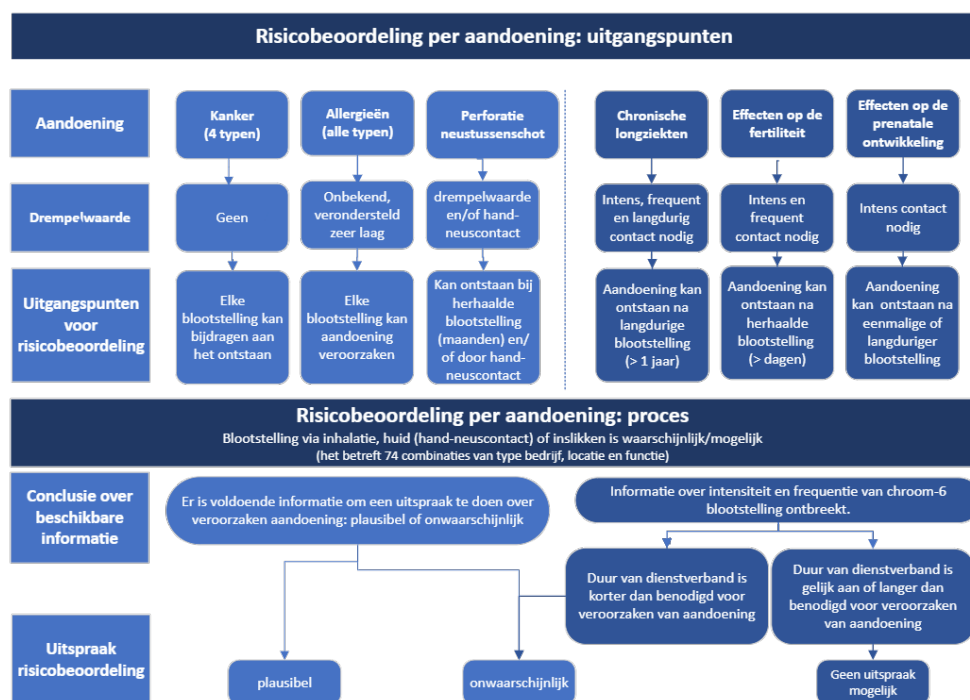 Risicobeoordeling per aandoening: uitgangspunten
Aandoening
Kanker
(4 typen)
Allergieën
(alle typen)
Perforatie
neustussenschot
Chronische
longziekten
Effecten op de
fertiliteit
Effecten op de
prenatale
ontwikkeling
Drempelwaarde
Geen
Onbekend,
verondersteld
zeer laag
drempelwaarde
en/of hand-
neuscontact
Intens, frequent
en langdurig
contact nodig
Intens en
frequent
contact nodig
Intens contact
nodig
Uitgangspunten
voor
risicobeoordeling
Elke
blootstelling kan
bijdragen aan
het ontstaan
Elke
blootstelling kan
aandoening
veroorzaken
Kan ontstaan bij
herhaalde
blootstelling
(maanden) en/
of door hand-
neuscontact
Aandoening kan
ontstaan na
langdurige
blootstelling
(> 1 jaar)
Aandoening kan
ontstaan na
herhaalde
blootstelling
(> dagen)
Aandoening
kan ontstaan na
eenmalige of
langduriger
blootstelling
Risicobeoordeling per aandoening: proces
Blootstelling via inhalatie, huid (hand-neuscontact) of inslikken is waarschijnlijk/mogelijk
(het betreft 74 combinaties van type bedrijf, locatie en functie)
Conclusie over
beschikbare
informatie
Er is voldoende informatie om een uitspraak te doen over
veroorzaken aandoening: plausibel of onwaarschijnlijk
Informatie over intensiteit en frequentie van chroom-6
blootstelling ontbreekt.
Duur van dienstverband is
korter dan benodigd voor
veroorzaken van aandoening
Duur van dienstverband is
gelijk aan of langer dan
benodigd voor veroorzaken
van aandoening
Uitspraak
risicobeoordeling
plausibel
onwaarschijnlijk
Geen uitspraak
mogelijk